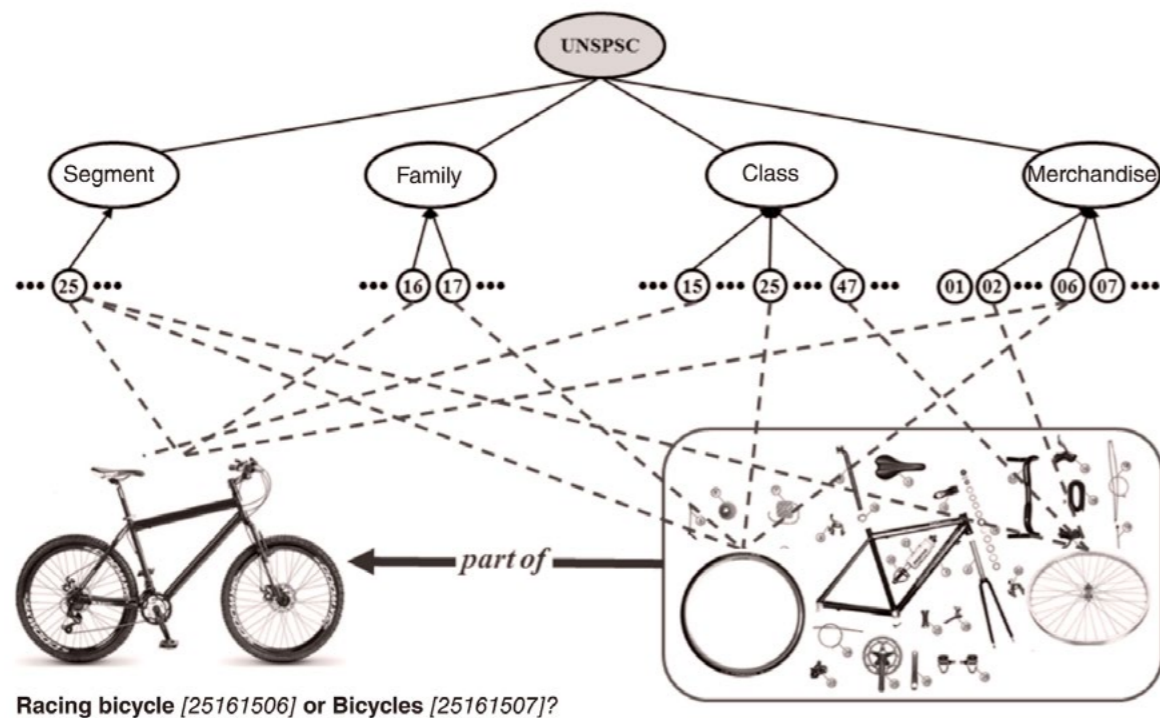 UNSPSC
Segment Family Class Merchandise
••• 25 ••• ••• 16 17 ••• ••• 15 ••• 25 ••• 47 ••• 01 02 ••• 06 07 •••
part of
Racing bicycle [25161506] or Bicycles [25161507]?